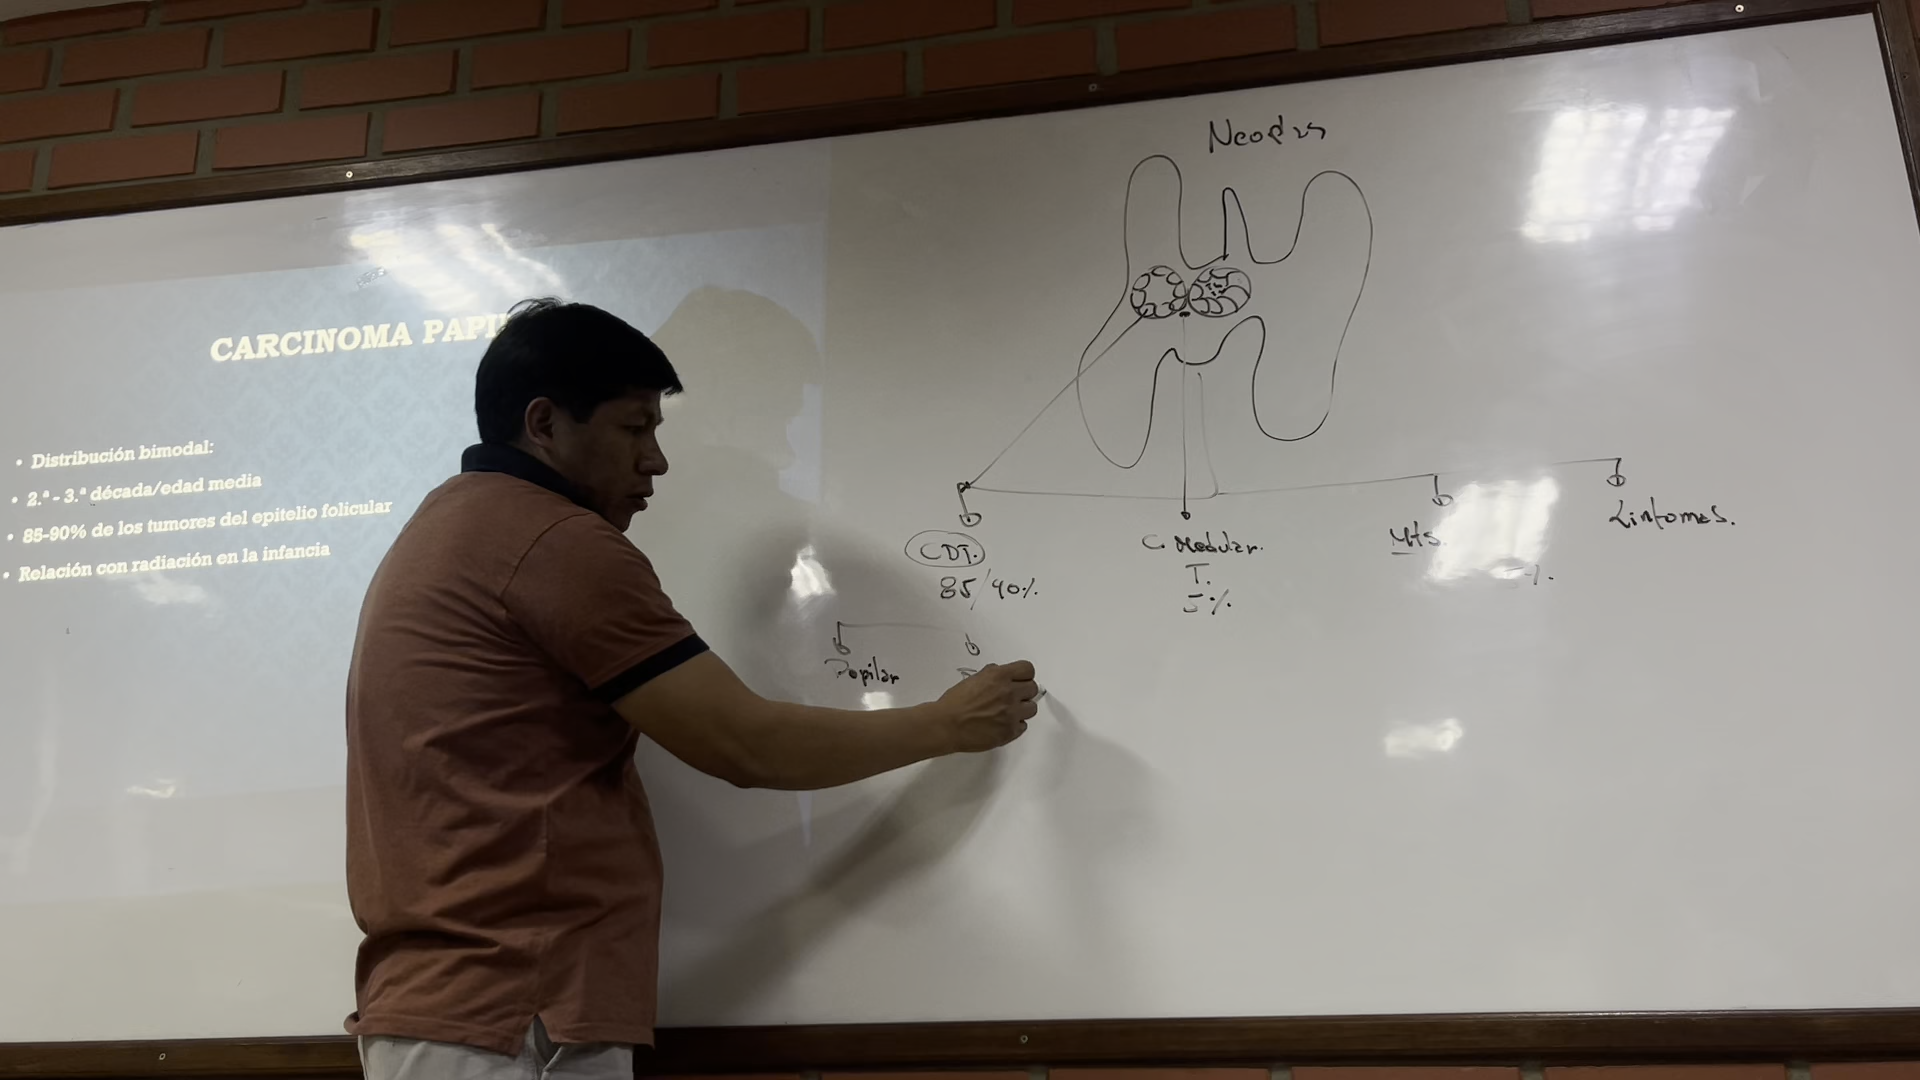 CARCINOMA PAPI
• Distribución bimodal:
• 2.ª - 3.ª década/edad media
• 85-90% de los tumores del epitelio folicular
• Relación con radiación en la infancia
CDT.
85/90%.
Papilar
C. Medular.
T.
5%
Mts.
Linfomas.